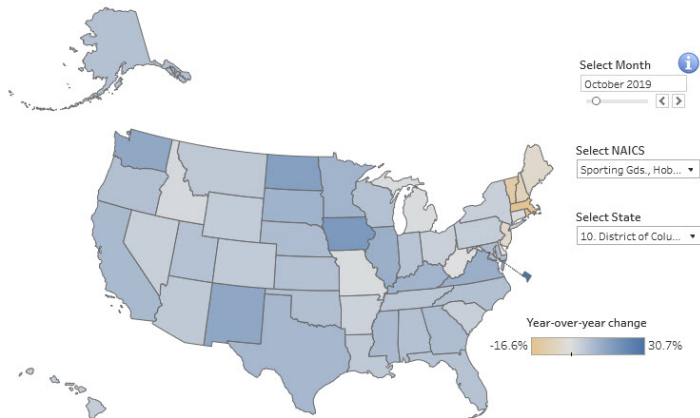 Select Month
i
October 2019
Select NAICS
Sporting Gds., Hob...
Select State
10. District of Colu...
Year-over-year change
-16.6%
30.7%